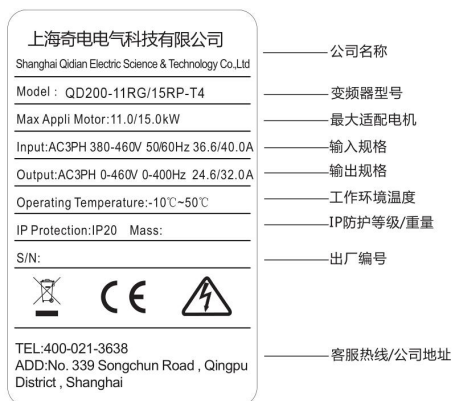 上海奇电电气科技有限公司
Shanghai Qidian Electric Science & Technology Co.,Ltd
公司名称
Model : QD200-11RG/15RP-T4
变频器型号
Max Appli Motor:11.0/15.0kW
最大适配电机
Input:AC3PH 380-460V 50/60Hz 36.6/40.0A
输入规格
Output:AC3PH 0-460V 0-400Hz 24.6/32.0A
输出规格
Operating Temperature:-10℃~50℃
工作环境温度
IP Protection:IP20 Mass:
IP防护等级/重量
S/N:
出厂编号
CE
TEL:400-021-3638
ADD:No. 339 Songchun Road , Qingpu
District , Shanghai
客服热线/公司地址